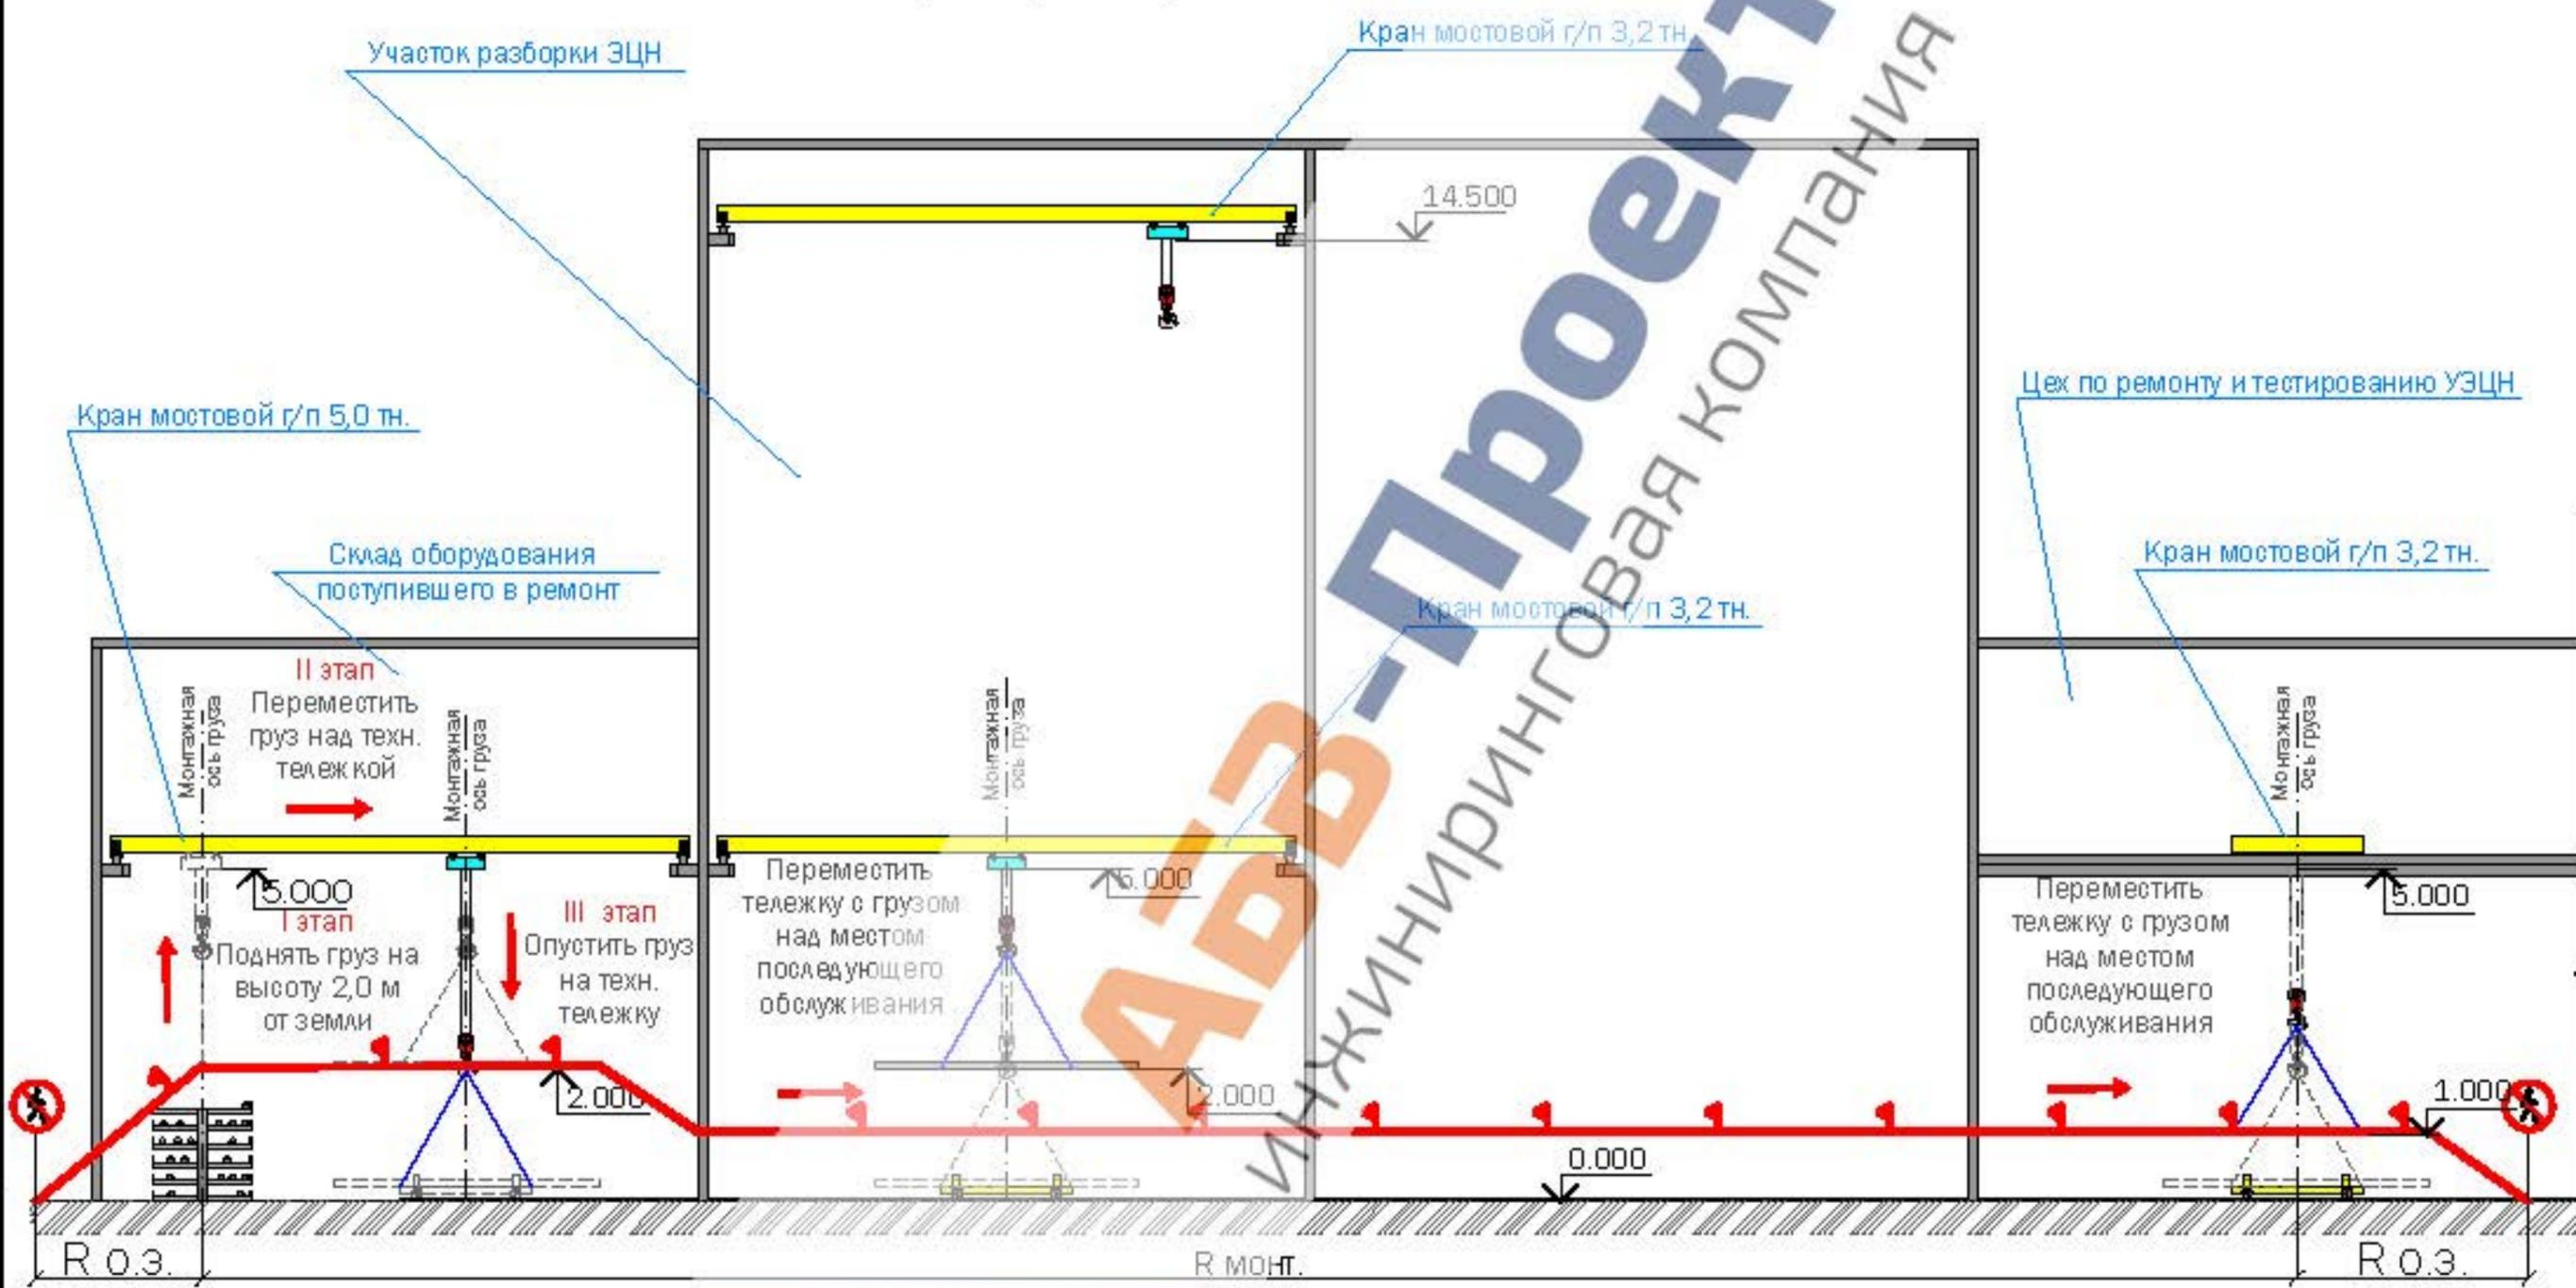 Участок разборки ЭЦН
Кран мостовой г/п 3,2 тн.
14.500
Кран мостовой г/п 5,0 тн.
Цех по ремонту и тестированию УЭЦН
Склад оборудования
поступившего в ремонт
Кран мостовой г/п 3,2 тн.
Кран мостовой г/п 3,2 тн.
II этап
Переместить
груз над техн.
тележкой
Монтажная
ось груза
Монтажная
ось груза
Монтажная
ось груза
Монтажная
ось груза
5.000
I этап
Поднять груз на
высоту 2,0 м
от земли
III этап
Опустить груз
на техн.
тележку
2.000
Переместить
тележку с грузом
над местом
последующего
обслуживания
5.000
2.000
0.000
Переместить
тележку с грузом
над местом
последующего
обслуживания
5.000
1.000
R о.з.
R монт.
R о.з.
АВВ-Проект
инжиниринговая компания